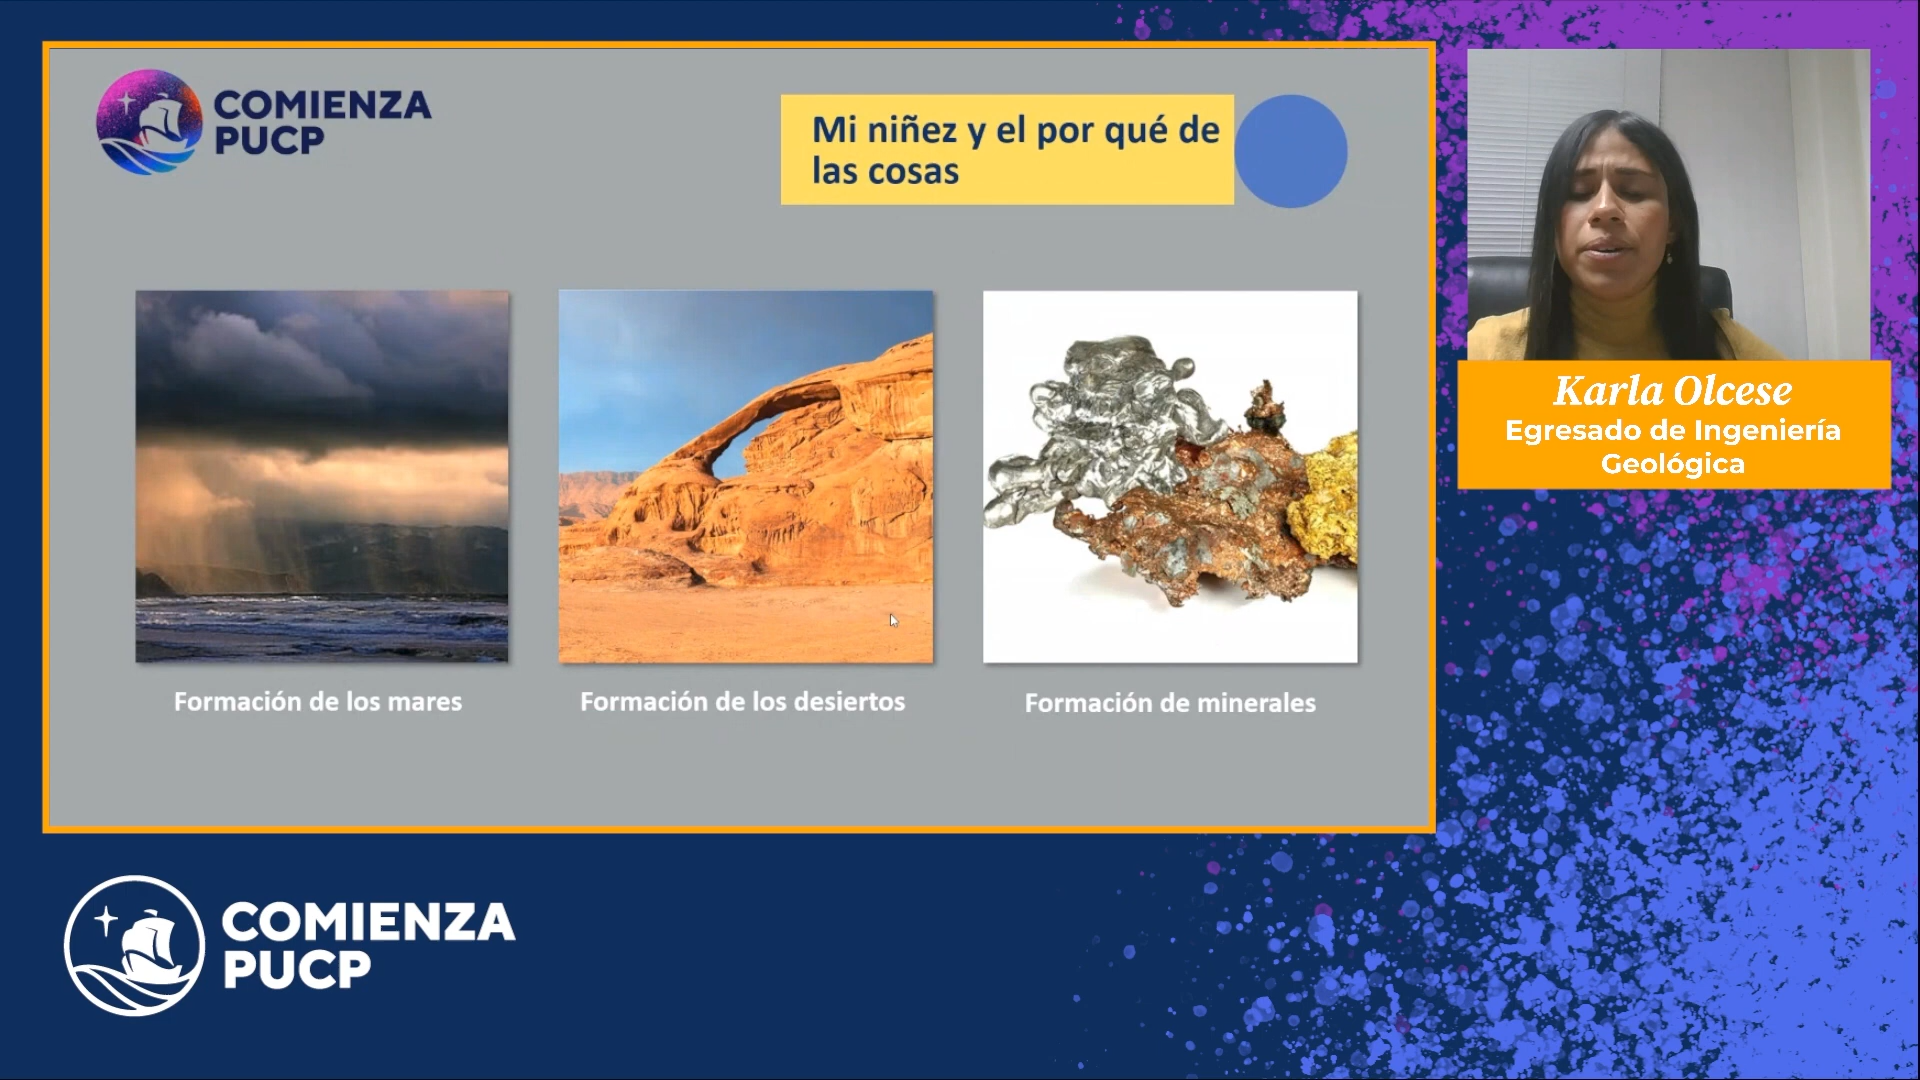 COMIENZA
PUCP
Mi niñez y el por qué de
las cosas
Formación de los mares
Formación de los desiertos
Formación de minerales
Karla Olcese
Egresado de Ingeniería
Geológica
COMIENZA
PUCP